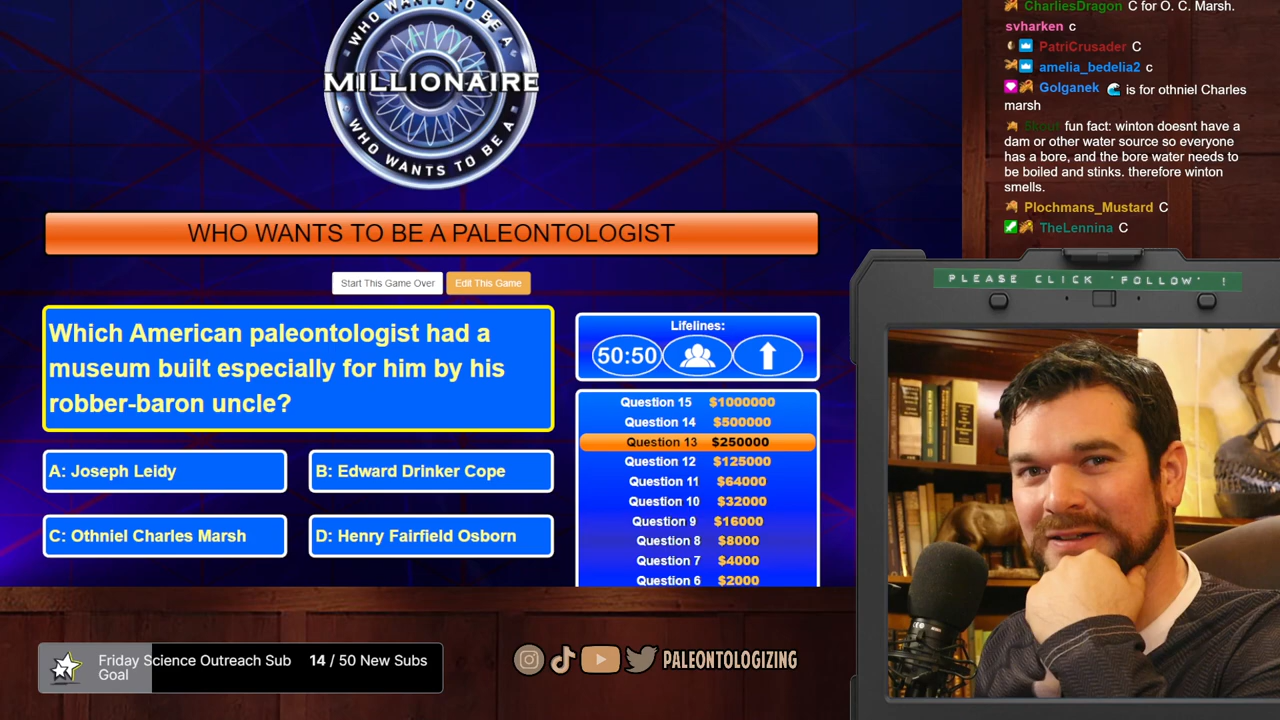 WHO WANTS TO BE A
MILLIONAIRE
WHO WANTS TO BE A
WHO WANTS TO BE A PALEONTOLOGIST
Start This Game Over
Edit This Game
Which American paleontologist had a
museum built especially for him by his
robber-baron uncle?
A: Joseph Leidy
B: Edward Drinker Cope
C: Othniel Charles Marsh
D: Henry Fairfield Osborn
Lifelines:
50:50
Question 15 $1000000
Question 14 $500000
Question 13 $250000
Question 12 $125000
Question 11 $64000
Question 10 $32000
Question 9 $16000
Question 8 $8000
Question 7 $4000
Question 6 $2000
CharliesDragon C for O. C. Marsh.
svharken c
PatriCrusader C
amelia_bedelia2 c
Golganek is for othniel Charles
marsh
fun fact: winton doesnt have a
dam or other water source so everyone
has a bore, and the bore water needs to
be boiled and stinks. therefore winton
smells.
Plochmans_Mustard C
TheLennina C
PLEASE CLICK "FOLLOW" !
Friday Science Outreach Sub 14 / 50 New Subs
Goal
PALEONTOLOGIZING